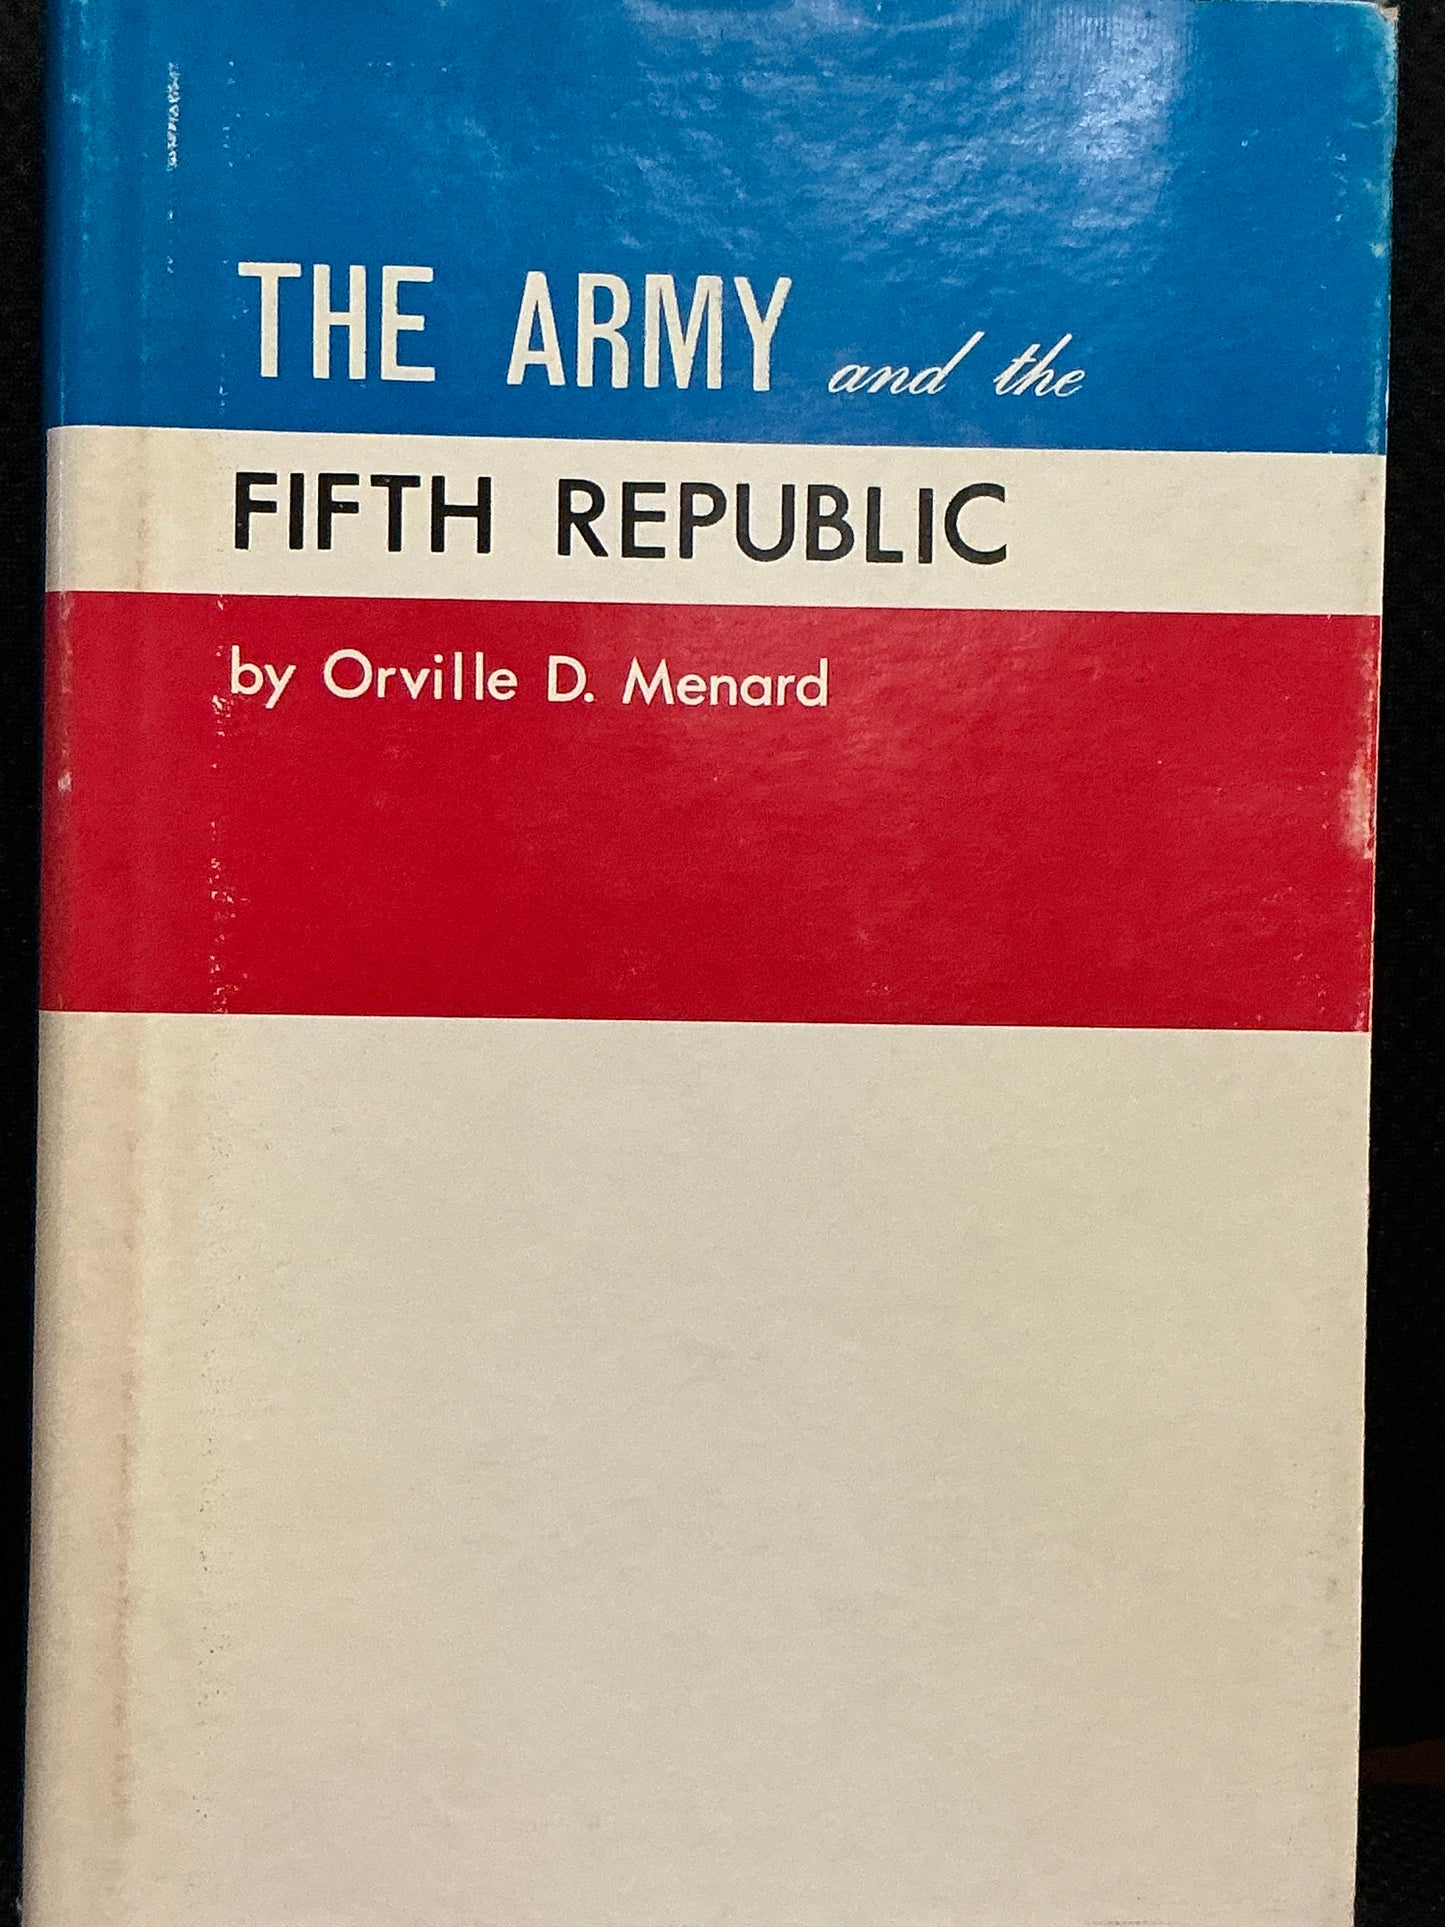 THE ARMY and the
FIFTH REPUBLIC
by Orville D. Menard